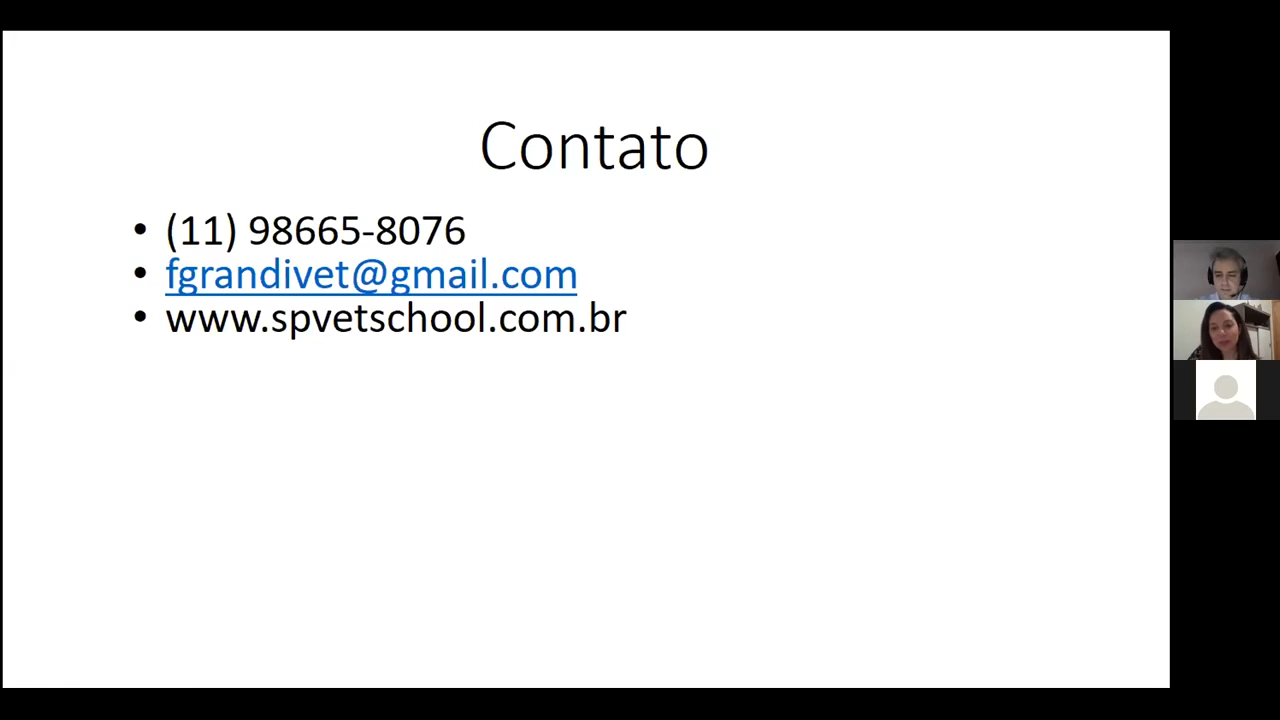 Contato
• (11) 98665-8076
• fgrandivet@gmail.com
• www.spvetschool.com.br